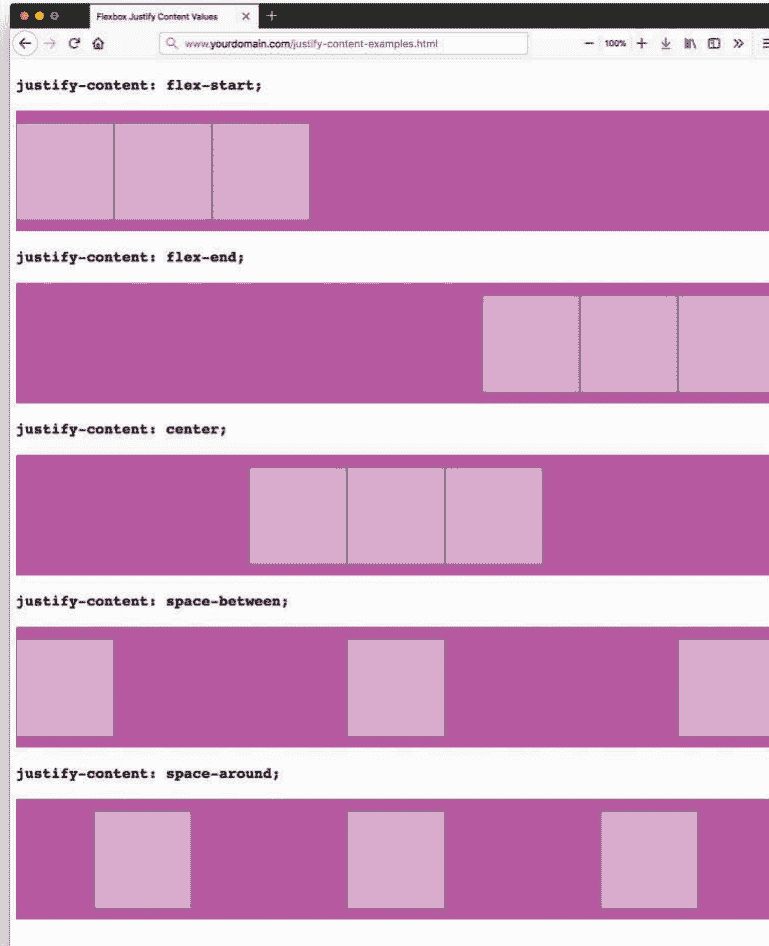 Flexbox Justify Content Values
www.yourdomain.com/justify-content-examples.html
100%
justify-content: flex-start;
justify-content: flex-end;
justify-content: center;
justify-content: space-between;
justify-content: space-around;